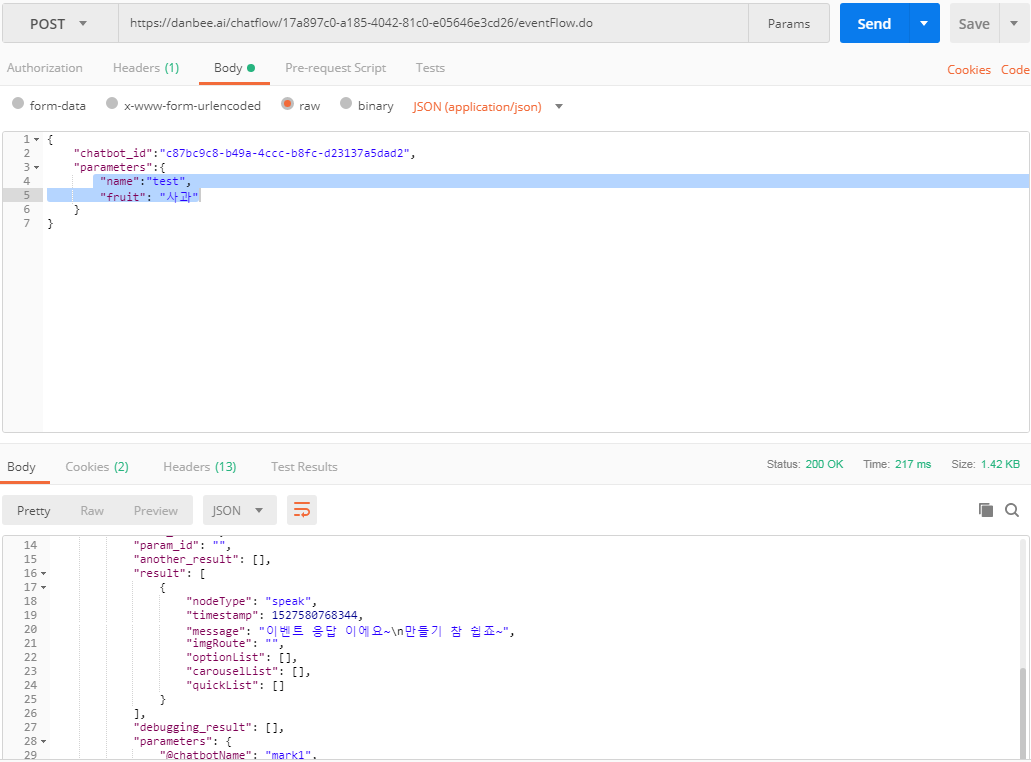 POST https://danbee.ai/chatflow/17a897c0-a185-4042-81c0-e05646e3cd26/eventFlow.do Params Send Save
Authorization Headers (1) Body Pre-request Script Tests Cookies Code
form-data x-www-form-urlencoded raw binary JSON (application/json)
1 {
2 "chatbot_id":"c87bc9c8-b49a-4ccc-b8fc-d23137a5dad2",
3 "parameters":{
4 "name":"test",
5 "fruit": "사과"
6 }
7 }
Body Cookies (2) Headers (13) Test Results Status: 200 OK Time: 217 ms Size: 1.42 KB
Pretty Raw Preview JSON
14 "param_id": "",
15 "another_result": [],
16 "result": [
17 {
18 "nodeType": "speak",
19 "timestamp": 1527580768344,
20 "message": "이벤트 응답 이에요~\n만들기 참 쉽죠~",
21 "imgRoute": "",
22 "optionList": [],
23 "carouselList": [],
24 "quickList": []
25 }
26 ],
27 "debugging_result": [],
28 "parameters": {
29 "@chatbotName": "mark1",